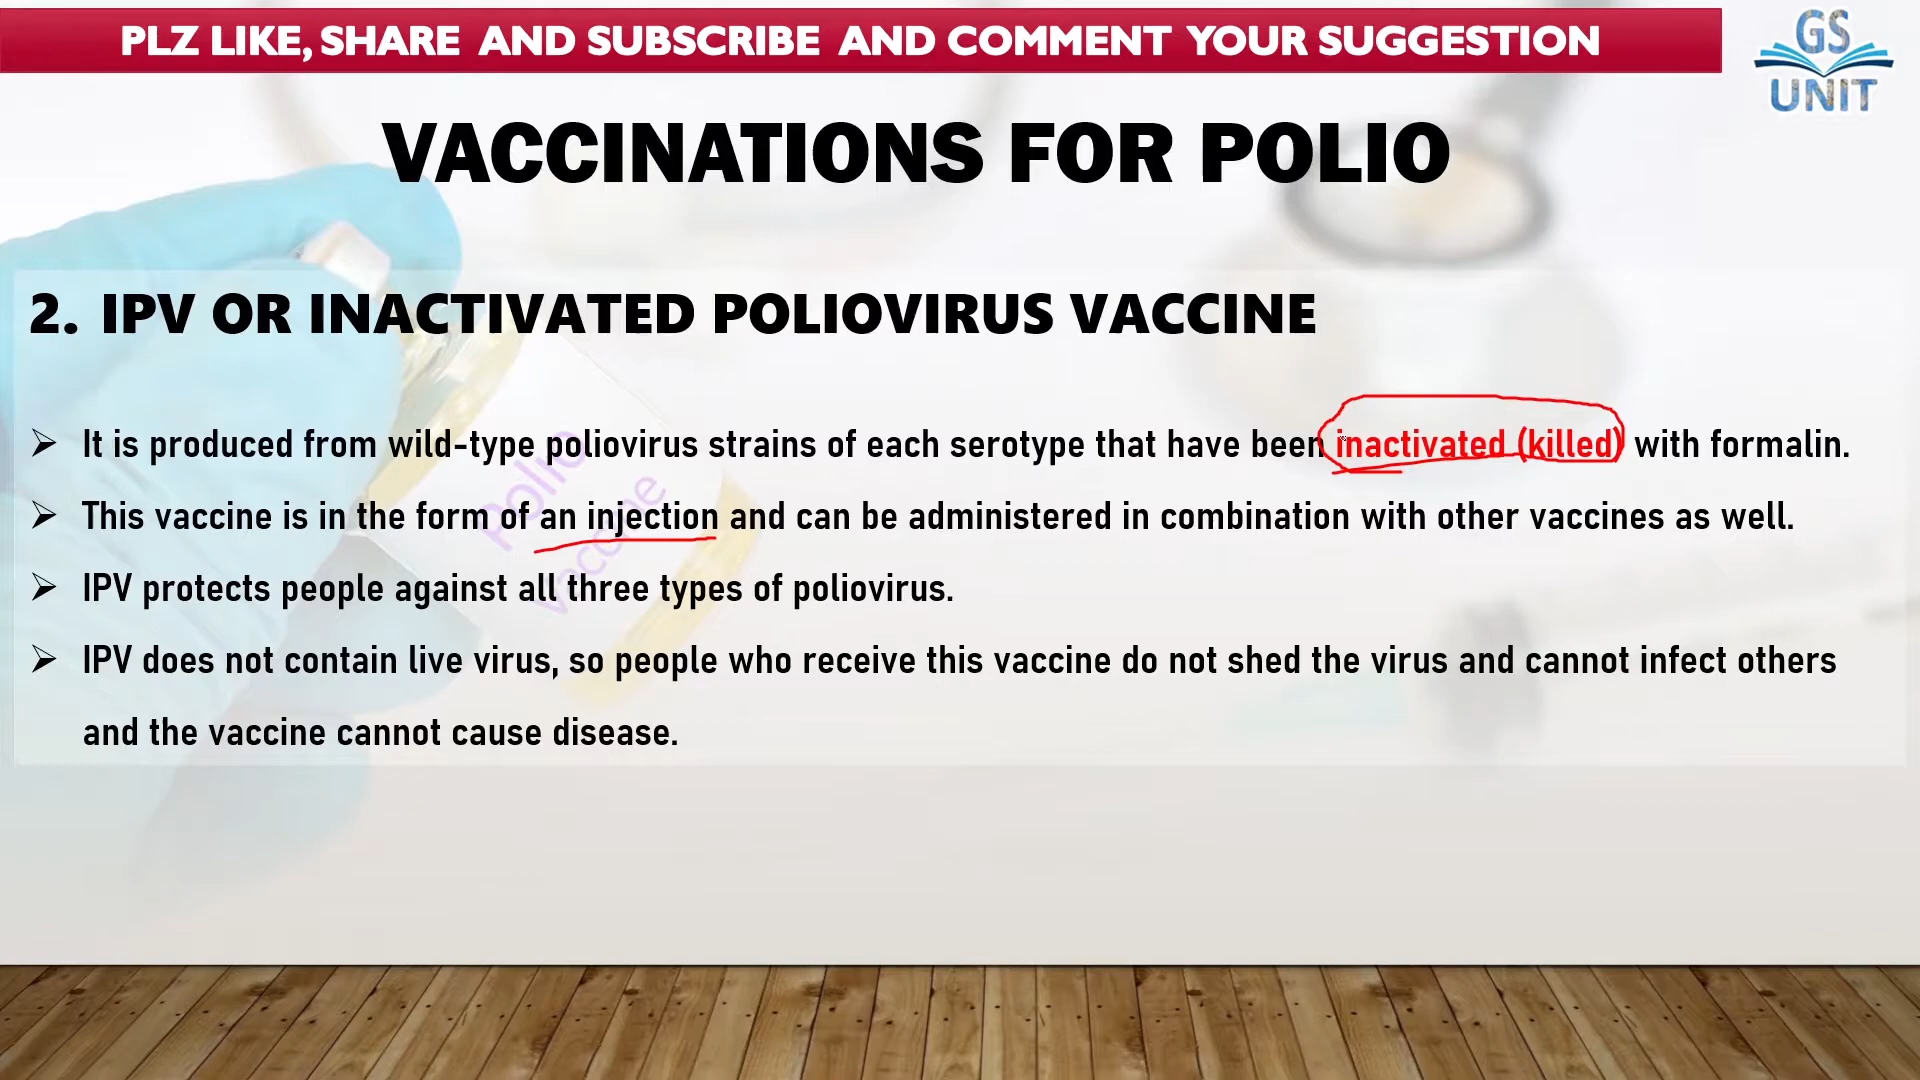 PLZ LIKE, SHARE AND SUBSCRIBE AND COMMENT YOUR SUGGESTION
GS
UNIT
VACCINATIONS FOR POLIO
2. IPV OR INACTIVATED POLIOVIRUS VACCINE
➢ It is produced from wild-type poliovirus strains of each serotype that have been inactivated (killed) with formalin.
➢ This vaccine is in the form of an injection and can be administered in combination with other vaccines as well.
➢ IPV protects people against all three types of poliovirus.
➢ IPV does not contain live virus, so people who receive this vaccine do not shed the virus and cannot infect others
and the vaccine cannot cause disease.
Polio
vaccine